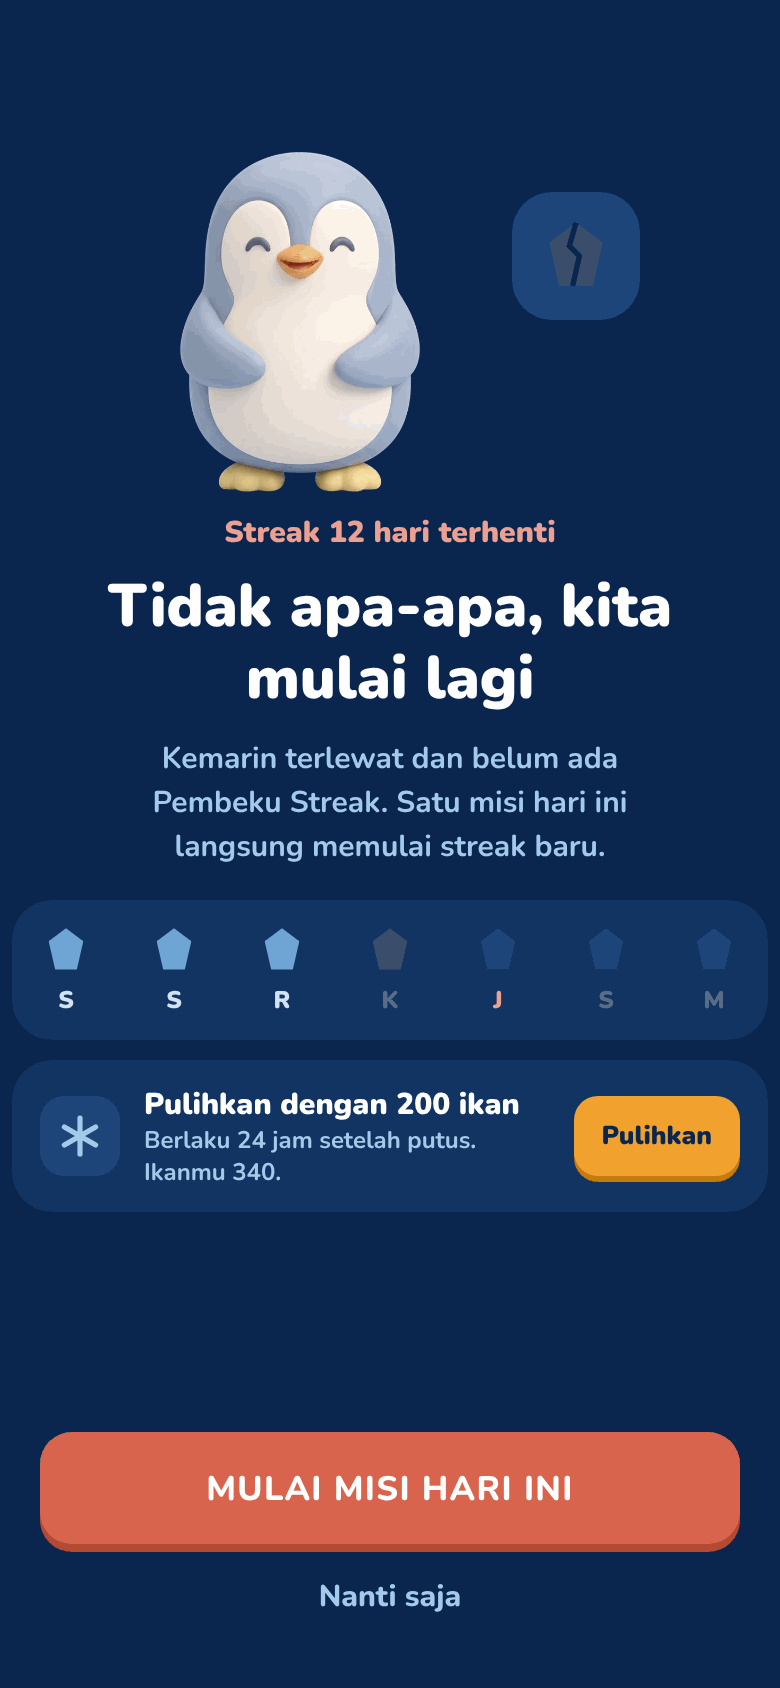 Streak 12 hari terhenti
Tidak apa-apa, kita
mulai lagi
Kemarin terlewat dan belum ada
Pembeku Streak. Satu misi hari ini
langsung memulai streak baru.
S S R K J S M
Pulihkan dengan 200 ikan
Berlaku 24 jam setelah putus.
Ikanmu 340.
Pulihkan
MULAI MISI HARI INI
Nanti saja